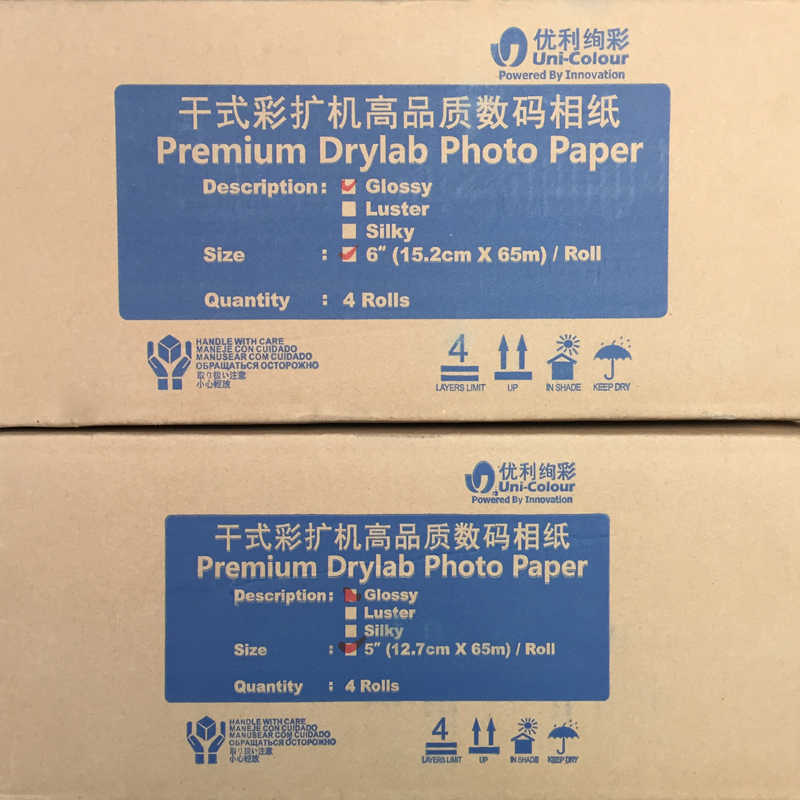 优利绚彩
Uni-Colour
Powered By Innovation
干式彩扩机高品质数码相纸
Premium Drylab Photo Paper
Description: Glossy
Luster
Silky
Size : 6" (15.2cm X 65m) / Roll
Quantity : 4 Rolls
HANDLE WITH CARE
MANEJE CON CUIDADO
MANUSEAR COM CUIDADO
ОБРАЩАТЬСЯ ОСТОРОЖНО
取り扱い注意
小心輕放
4
LAYERS LIMIT
UP
IN SHADE
KEEP DRY
优利绚彩
Uni-Colour
Powered By Innovation
干式彩扩机高品质数码相纸
Premium Drylab Photo Paper
Description: Glossy
Luster
Silky
Size : 5" (12.7cm X 65m) / Roll
Quantity : 4 Rolls
HANDLE WITH CARE
MANEJE CON CUIDADO
MANUSEAR COM CUIDADO
ОБРАЩАТЬСЯ ОСТОРОЖНО
取り扱い注意
小心輕放
4
LAYERS LIMIT
UP
IN SHADE
KEEP DRY